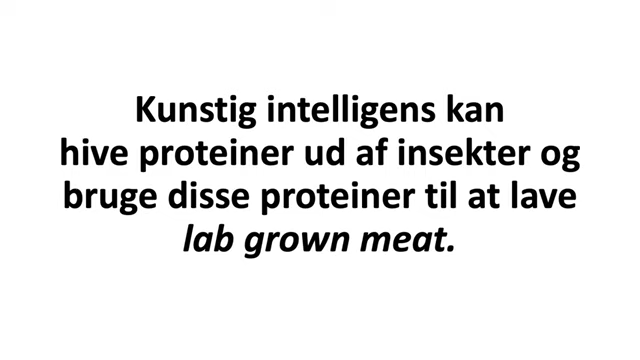 Kunstig intelligens kan
hive proteiner ud af insekter og
bruge disse proteiner til at lave
lab grown meat.